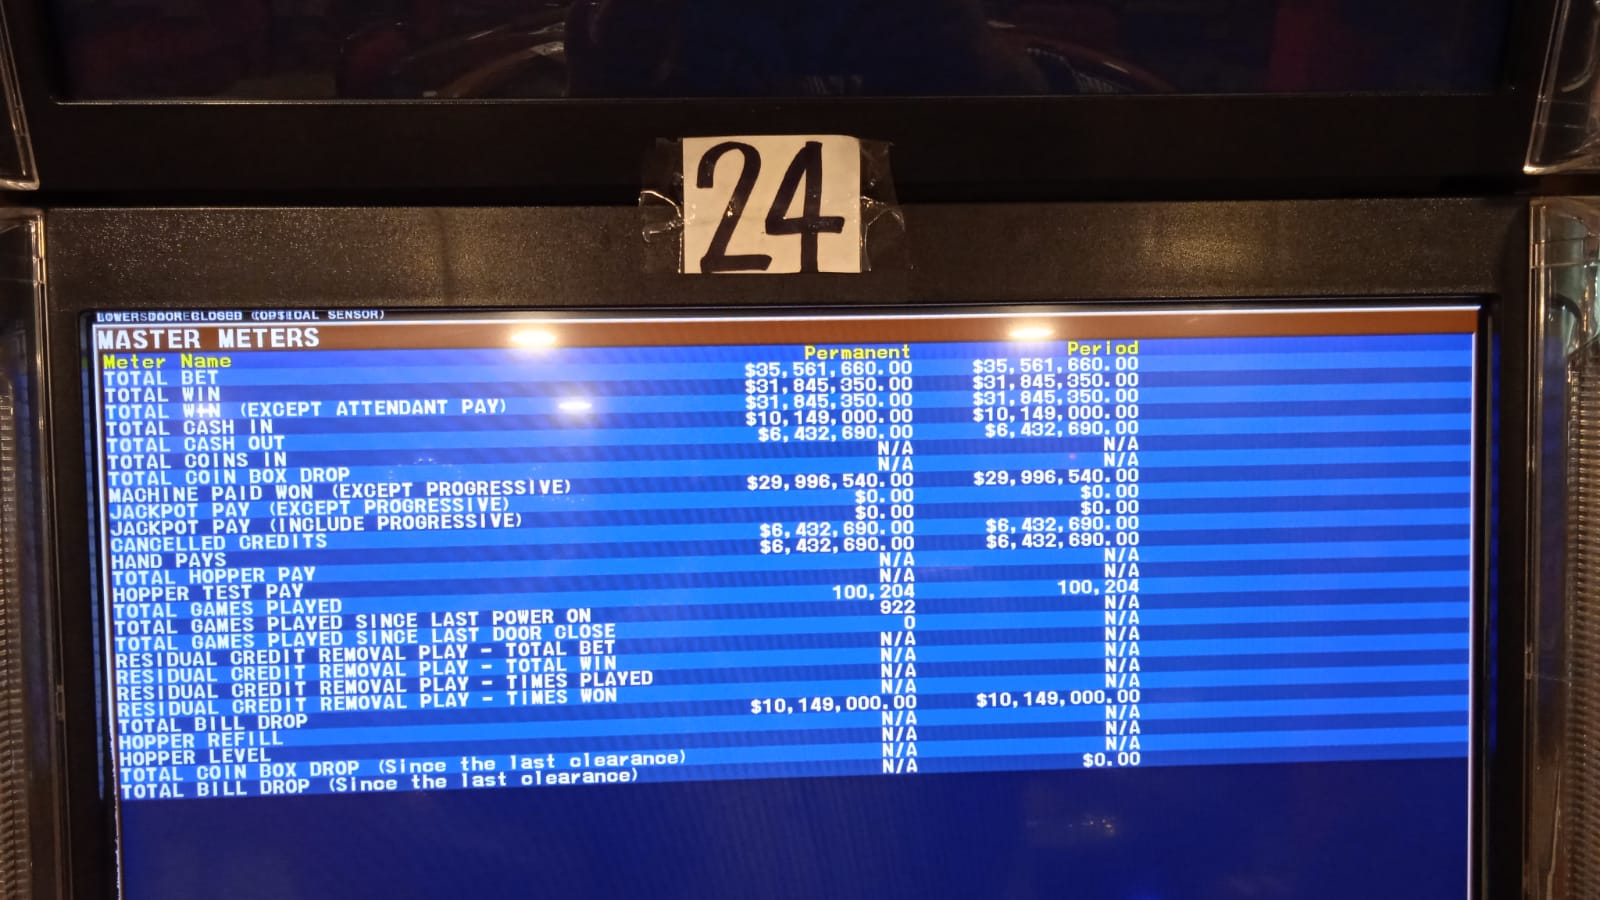 24
MASTER METERS
Meter Name Permanent Period
TOTAL BET $35,561,660.00 $35,561,660.00
TOTAL WIN $31,845,350.00 $31,845,350.00
TOTAL WIN (EXCEPT ATTENDANT PAY) $31,845,350.00 $31,845,350.00
TOTAL CASH IN $10,149,000.00 $10,149,000.00
TOTAL CASH OUT $6,432,690.00 $6,432,690.00
TOTAL COINS IN N/A N/A
TOTAL COIN BOX DROP N/A N/A
MACHINE PAID WON (EXCEPT PROGRESSIVE) $29,996,540.00 $29,996,540.00
JACKPOT PAY (EXCEPT PROGRESSIVE) $0.00 $0.00
JACKPOT PAY (INCLUDE PROGRESSIVE) $0.00 $0.00
CANCELLED CREDITS $6,432,690.00 $6,432,690.00
HAND PAYS $6,432,690.00 $6,432,690.00
TOTAL HOPPER PAY N/A N/A
HOPPER TEST PAY N/A N/A
TOTAL GAMES PLAYED 100,204 100,204
TOTAL GAMES PLAYED SINCE LAST POWER ON 922 N/A
TOTAL GAMES PLAYED SINCE LAST DOOR CLOSE 0 N/A
RESIDUAL CREDIT REMOVAL PLAY - TOTAL BET N/A N/A
RESIDUAL CREDIT REMOVAL PLAY - TOTAL WIN N/A N/A
RESIDUAL CREDIT REMOVAL PLAY - TIMES PLAYED N/A N/A
RESIDUAL CREDIT REMOVAL PLAY - TIMES WON N/A N/A
TOTAL BILL DROP $10,149,000.00 $10,149,000.00
HOPPER REFILL N/A N/A
HOPPER LEVEL N/A N/A
TOTAL COIN BOX DROP (Since the last clearance) N/A N/A
TOTAL BILL DROP (Since the last clearance) N/A $0.00